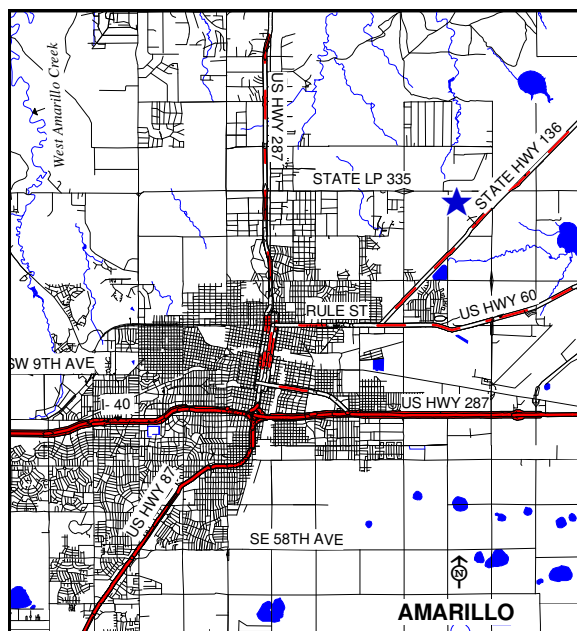 West Amarillo Creek
US HWY 287
STATE HWY 136
STATE LP 335
RULE ST
US HWY 60
SW 9TH AVE
I- 40
US HWY 287
US HWY 87
SE 58TH AVE
N
AMARILLO